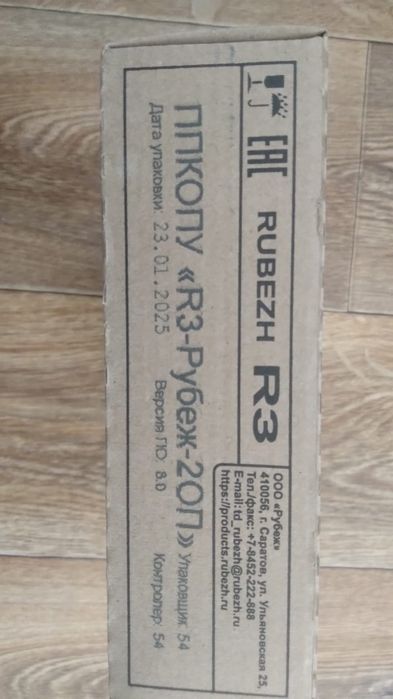 EAC RUBEZH R3
ООО «Рубеж»
410056, г. Саратов, ул. Ульяновская 25,
Тел./факс: +7-8452-222-888
E-mail: td_rubezh@rubezh.ru
https://products.rubezh.ru
ППКОПУ «R3-Рубеж-2ОП» Упаковщик: 54
Дата упаковки: 23.01.2025 Версия ПО: 8.0 Контролер: 54